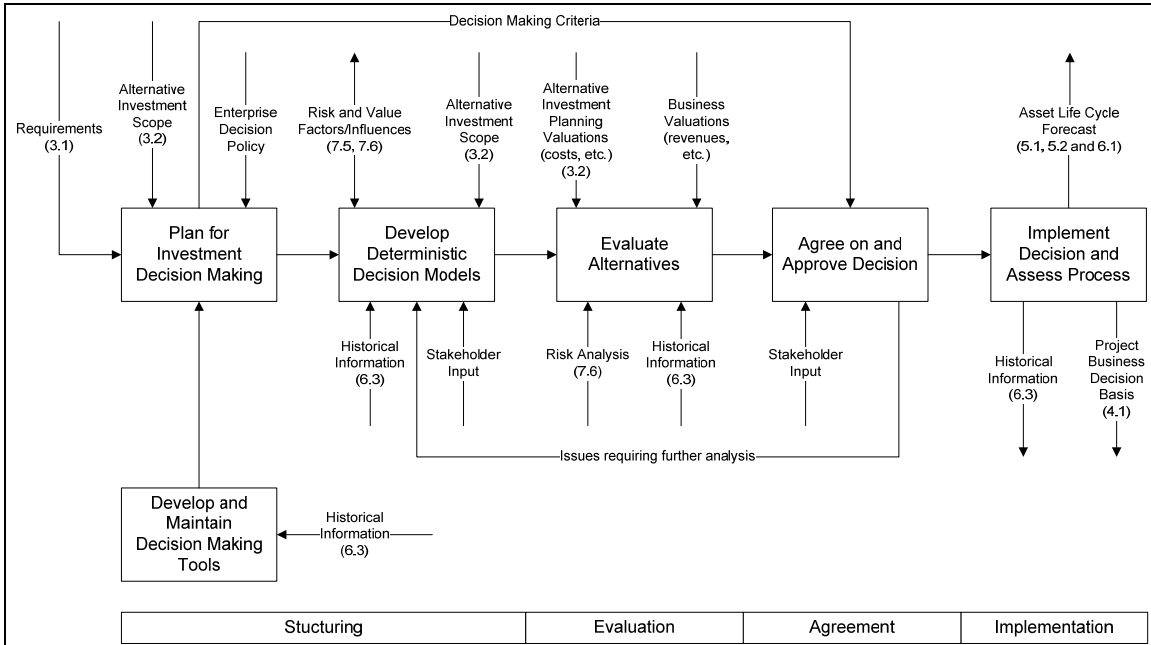 Decision Making Criteria
Requirements
(3.1)
Alternative
Investment
Scope
(3.2)
Enterprise
Decision
Policy
Risk and Value
Factors/Influences
(7.5, 7.6)
Alternative
Investment
Scope
(3.2)
Alternative
Investment
Planning
Valuations
(costs, etc.)
(3.2)
Business
Valuations
(revenues,
etc.)
Asset Life Cycle
Forecast
(5.1, 5.2 and 6.1)
Plan for
Investment
Decision Making
Develop
Deterministic
Decision Models
Evaluate
Alternatives
Agree on and
Approve Decision
Implement
Decision and
Assess Process
Historical
Information
(6.3)
Stakeholder
Input
Risk Analysis
(7.6)
Historical
Information
(6.3)
Stakeholder
Input
Historical
Information
(6.3)
Project
Business
Decision
Basis
(4.1)
Issues requiring further analysis
Develop and
Maintain
Decision Making
Tools
Historical
Information
(6.3)
Stucturing
Evaluation
Agreement
Implementation